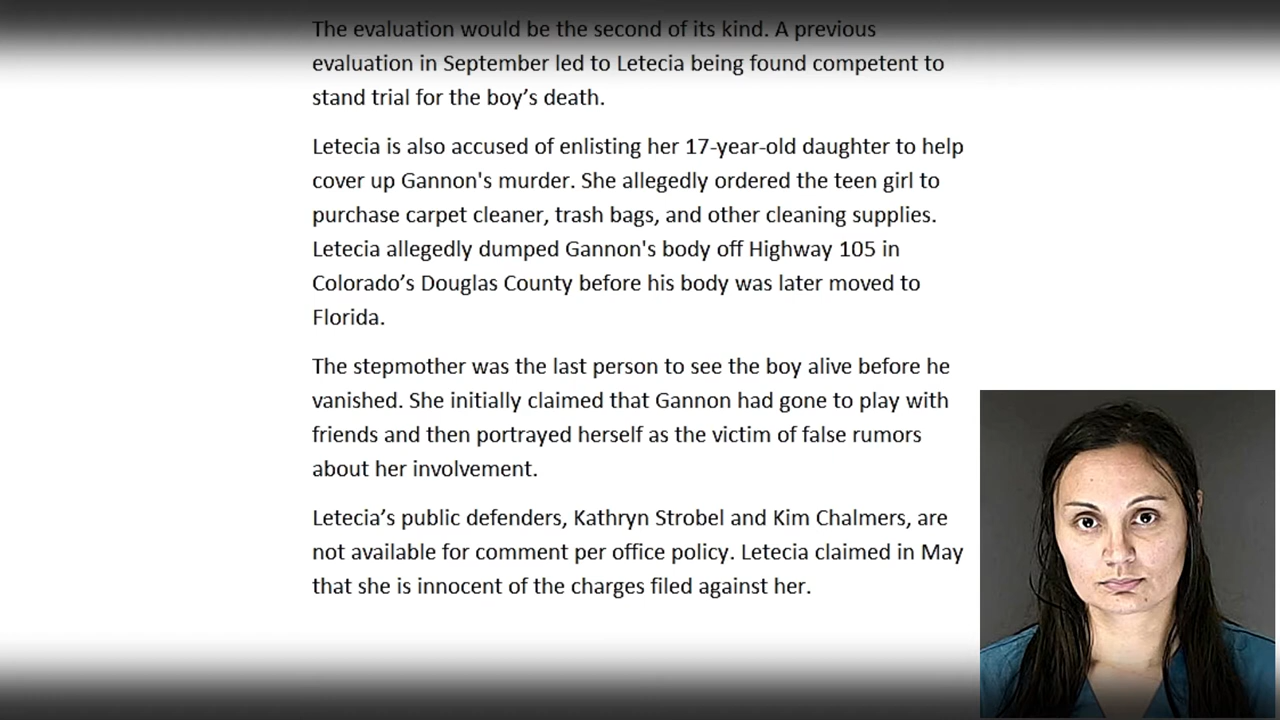 The evaluation would be the second of its kind. A previous
evaluation in September led to Letecia being found competent to
stand trial for the boy’s death.
Letecia is also accused of enlisting her 17-year-old daughter to help
cover up Gannon's murder. She allegedly ordered the teen girl to
purchase carpet cleaner, trash bags, and other cleaning supplies.
Letecia allegedly dumped Gannon's body off Highway 105 in
Colorado’s Douglas County before his body was later moved to
Florida.
The stepmother was the last person to see the boy alive before he
vanished. She initially claimed that Gannon had gone to play with
friends and then portrayed herself as the victim of false rumors
about her involvement.
Letecia’s public defenders, Kathryn Strobel and Kim Chalmers, are
not available for comment per office policy. Letecia claimed in May
that she is innocent of the charges filed against her.